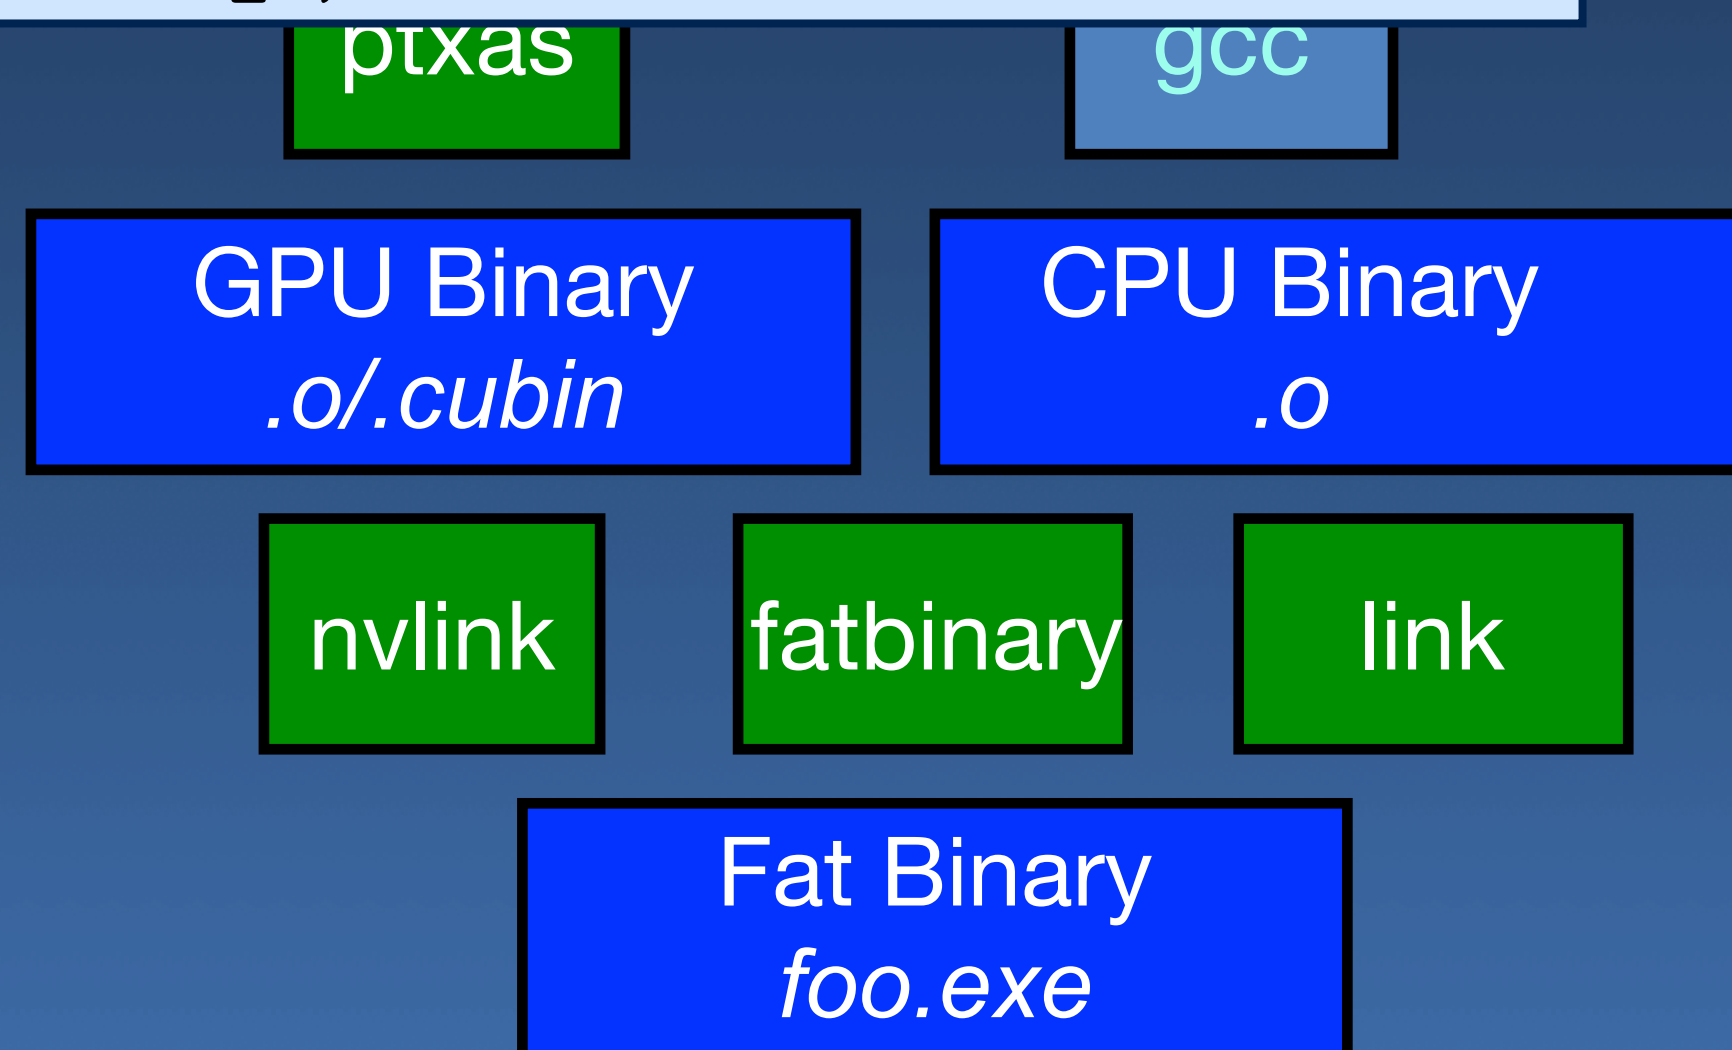 ptxas
gcc
GPU Binary
.o/.cubin
CPU Binary
.o
nvlink
fatbinary
link
Fat Binary
foo.exe